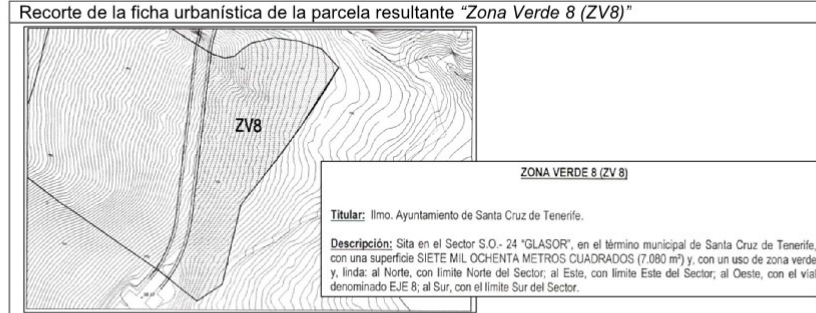 Recorte de la ficha urbanística de la parcela resultante "Zona Verde 8 (ZV8)"
ZV8
ZONA VERDE 8 (ZV 8)
Titular: Ilmo. Ayuntamiento de Santa Cruz de Tenerife.
Descripción: Sita en el Sector S.O.- 24 "GLASOR", en el término municipal de Santa Cruz de Tenerife,
con una superficie SIETE MIL OCHENTA METROS CUADRADOS (7.080 m²) y, con un uso de zona verde
y, linda: al Norte, con límite Norte del Sector; al Este, con límite Este del Sector; al Oeste, con el vial
denominado EJE 8; al Sur, con el límite Sur del Sector.